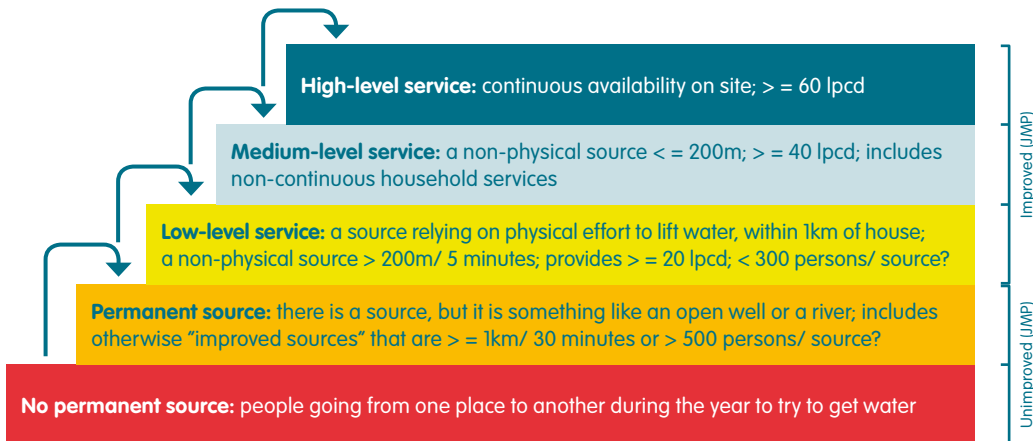 High-level service: continuous availability on site; > = 60 lpcd
Medium-level service: a non-physical source < = 200m; > = 40 lpcd; includes
non-continuous household services
Low-level service: a source relying on physical effort to lift water, within 1km of house;
a non-physical source > 200m/ 5 minutes; provides > = 20 lpcd; < 300 persons/ source?
Permanent source: there is a source, but it is something like an open well or a river; includes
otherwise “improved sources” that are > = 1km/ 30 minutes or > 500 persons/ source?
No permanent source: people going from one place to another during the year to try to get water
Improved (JMP)
Unimproved (JMP)